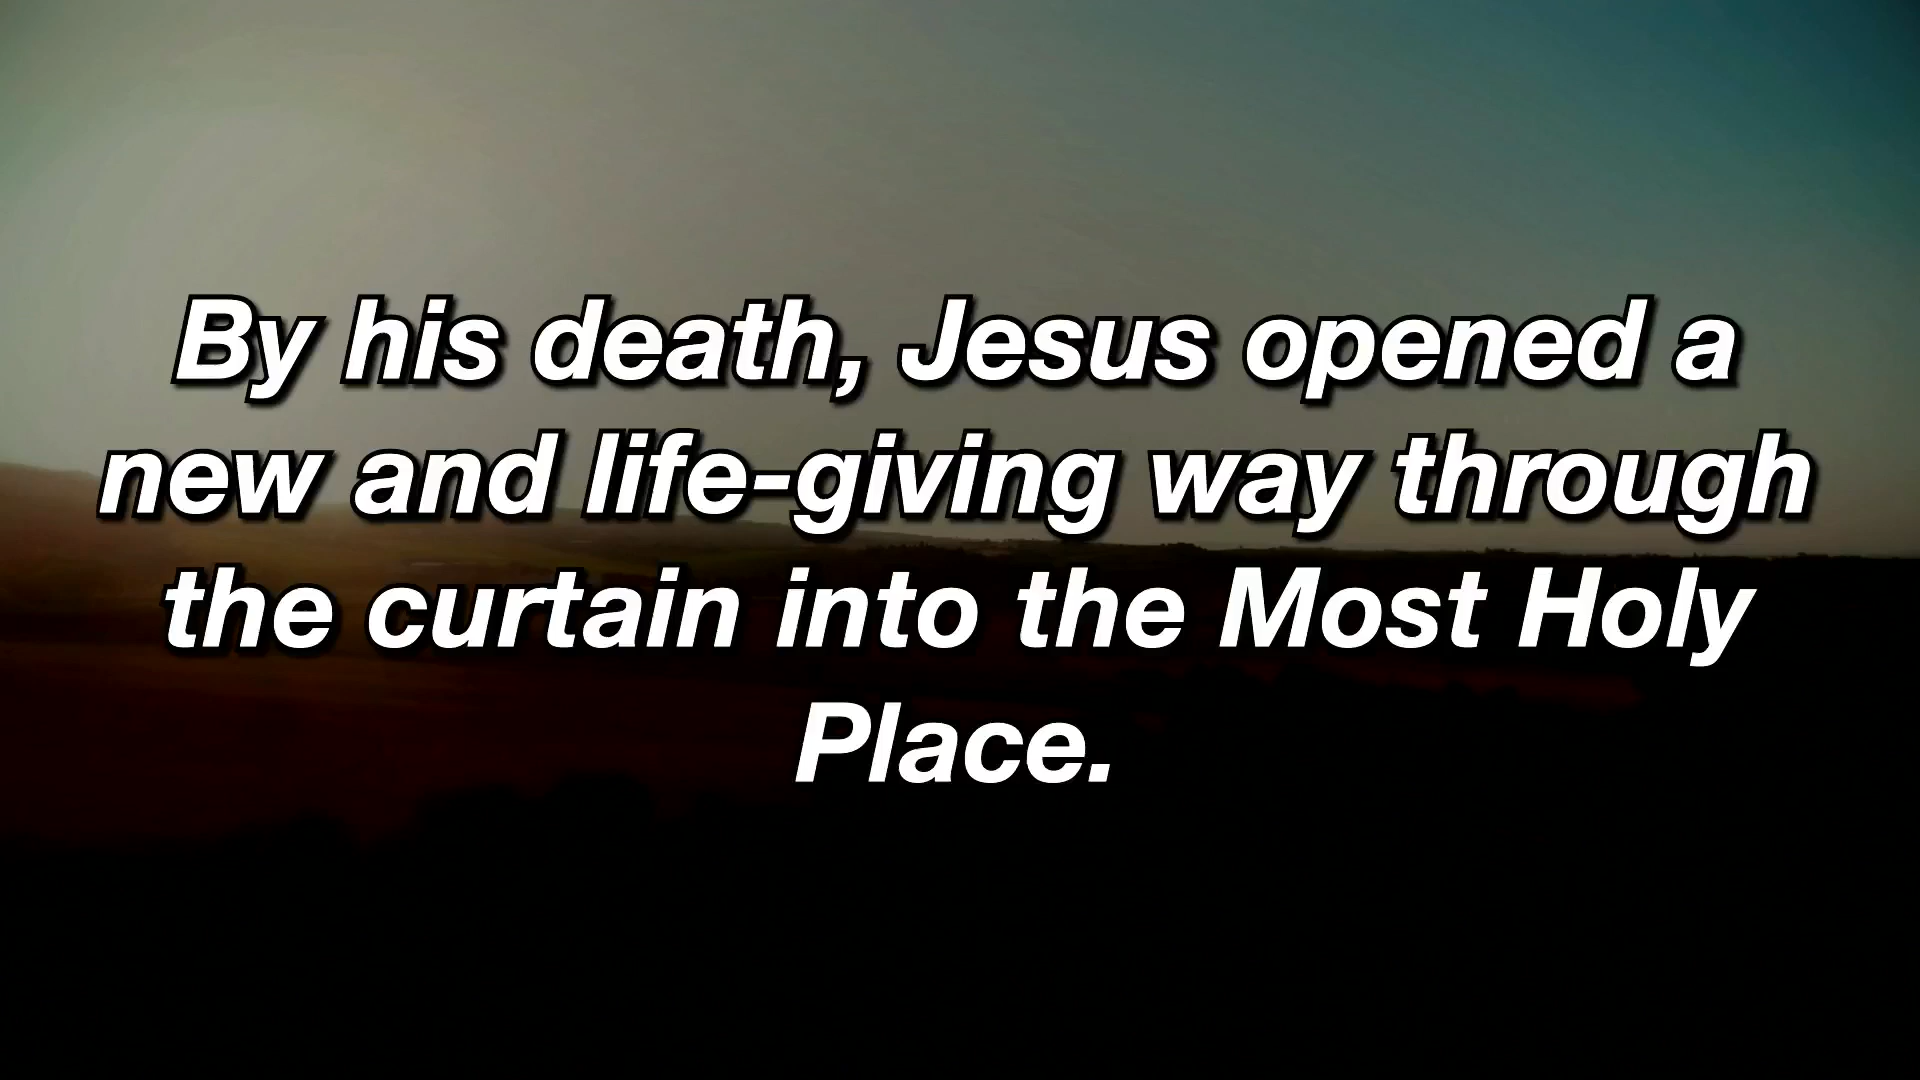 By his death, Jesus opened a
new and life-giving way through
the curtain into the Most Holy
Place.